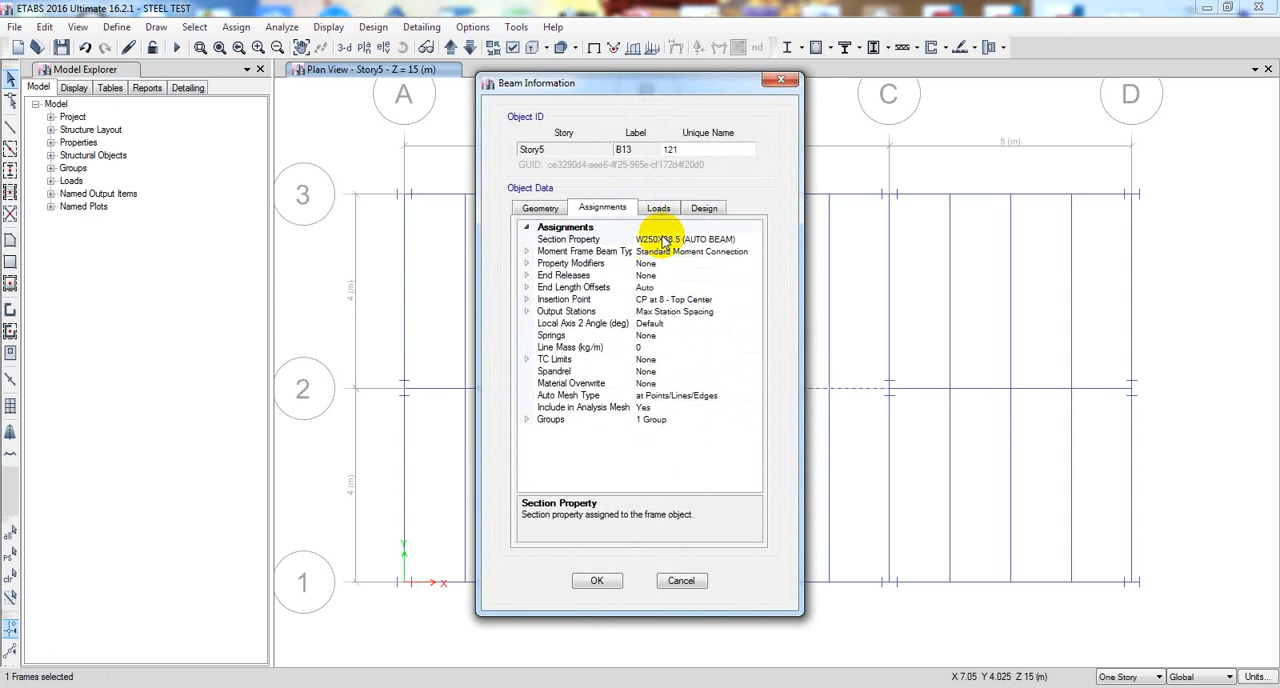 ETABS 2016 Ultimate 16.2.1 - STEEL TEST
File Edit View Define Draw Select Assign Analyze Display Design Detailing Options Tools Help
3-d nd
Model Explorer
Model Display Tables Reports Detailing
Model
Project
Structure Layout
Properties
Structural Objects
Groups
Loads
Named Output Items
Named Plots
Plan View - Story5 - Z = 15 (m)
A C D
5 (m)
3
4 (m)
2
4 (m)
1
Y
X
Beam Information
Object ID
Story Label Unique Name
Story5 B13 121
Object Data
Geometry Assignments Loads Design
Assignments
Section Property (AUTO BEAM)
Moment Frame Beam Typ Standard Moment Connection
Property Modifiers None
End Releases None
End Length Offsets Auto
Insertion Point CP at 8 - Top Center
Output Stations Max Station Spacing
Local Axis 2 Angle (deg) Default
Springs None
Line Mass (kg/m) 0
TC Limits None
Spandrel None
Material Overwrite None
Auto Mesh Type at Points/Lines/Edges
Include in Analysis Mesh Yes
Groups 1 Group
Section Property
Section property assigned to the frame object.
OK Cancel
all
PS
clr
1 Frames selected
X 7.05 Y 4.025 Z 15 (m)
One Story Global Units...